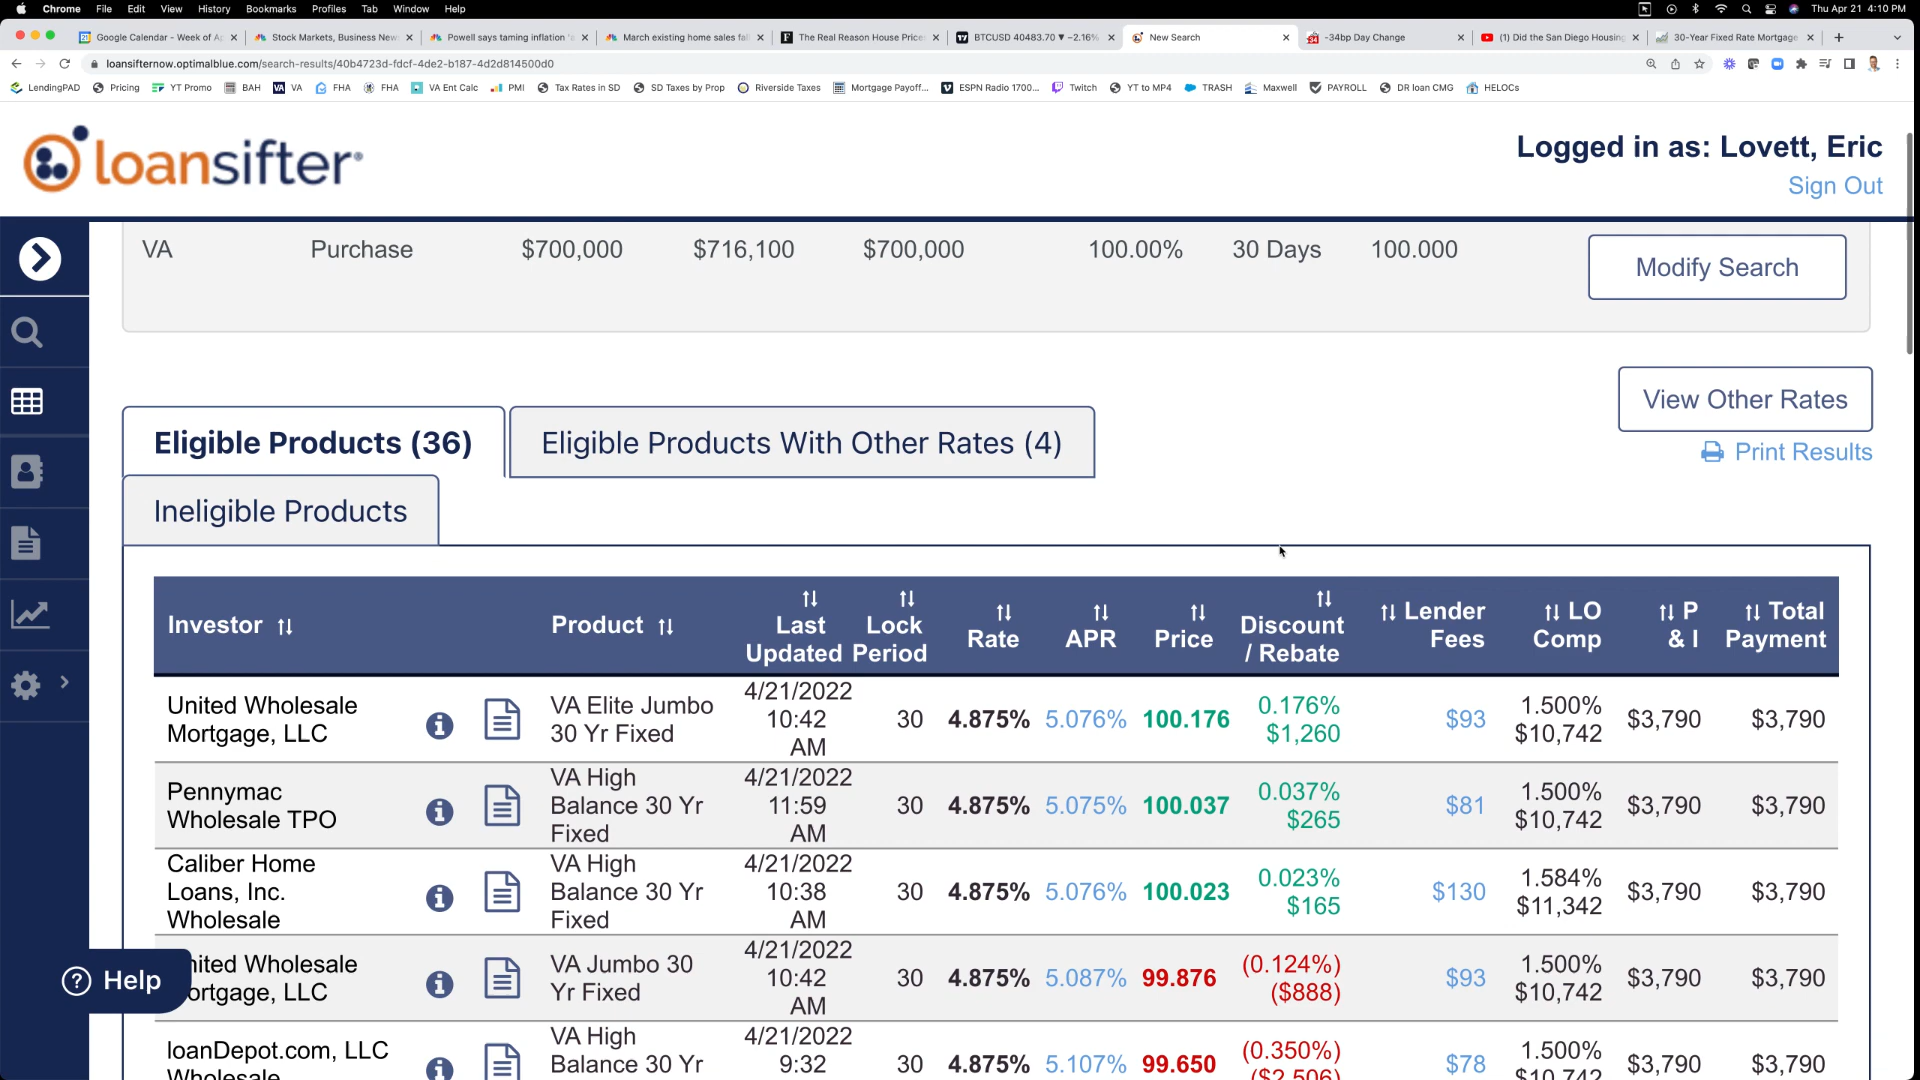 Chrome File Edit View History Bookmarks Profiles Tab Window Help
Thu Apr 21 4:10 PM
Google Calendar - Week of Ap
Stock Markets, Business News
Powell says taming inflation
March existing home sales fal
The Real Reason House Prices
BTCUSD 40483.70 ▼ −2.16%
New Search
-34bp Day Change
(1) Did the San Diego Housing
30-Year Fixed Rate Mortgage
loansifternow.optimalblue.com/search-results/40b4723d-fdcf-4de2-b187-4d2d814500d0
LendingPAD Pricing YT Promo BAH VA FHA FHA VA Ent Calc PMI Tax Rates in SD SD Taxes by Prop Riverside Taxes Mortgage Payoff... ESPN Radio 1700... Twitch YT to MP4 TRASH Maxwell PAYROLL DR loan CMG HELOCs
loansifter
Logged in as: Lovett, Eric
Sign Out
VA Purchase $700,000 $716,100 $700,000 100.00% 30 Days 100.000
Modify Search
View Other Rates
Print Results
Eligible Products (36)
Eligible Products With Other Rates (4)
Ineligible Products
Investor
Product
Last
Updated
Lock
Period
Rate
APR
Price
Discount
/ Rebate
Lender
Fees
LO
Comp
P
& I
Total
Payment
United Wholesale
Mortgage, LLC
VA Elite Jumbo
30 Yr Fixed
4/21/2022
10:42
AM
30 4.875% 5.076% 100.176
0.176%
$1,260
$93
1.500%
$10,742
$3,790 $3,790
Pennymac
Wholesale TPO
VA High
Balance 30 Yr
Fixed
4/21/2022
11:59
AM
30 4.875% 5.075% 100.037
0.037%
$265
$81
1.500%
$10,742
$3,790 $3,790
Caliber Home
Loans, Inc.
Wholesale
VA High
Balance 30 Yr
Fixed
4/21/2022
10:38
AM
30 4.875% 5.076% 100.023
0.023%
$165
$130
1.584%
$11,342
$3,790 $3,790
nited Wholesale
ortgage, LLC
VA Jumbo 30
Yr Fixed
4/21/2022
10:42
AM
30 4.875% 5.087% 99.876
(0.124%)
($888)
$93
1.500%
$10,742
$3,790 $3,790
loanDepot.com, LLC
Wholesale
VA High
Balance 30 Yr
4/21/2022
9:32
30 4.875% 5.107% 99.650
(0.350%)
($2,506)
$78
1.500%
$10,742
$3,790 $3,790
Help